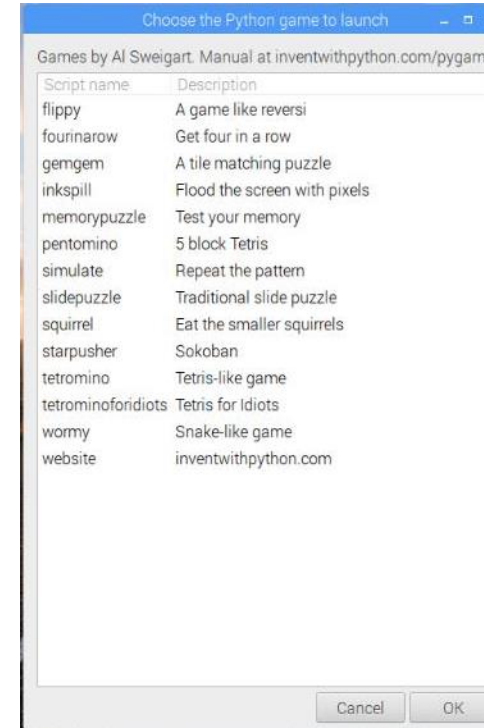 Choose the Python game to launch
Games by Al Sweigart. Manual at inventwithpython.com/pygam
Script name Description
flippy A game like reversi
fourinarow Get four in a row
gemgem A tile matching puzzle
inkspill Flood the screen with pixels
memorypuzzle Test your memory
pentomino 5 block Tetris
simulate Repeat the pattern
slidepuzzle Traditional slide puzzle
squirrel Eat the smaller squirrels
starpusher Sokoban
tetromino Tetris-like game
tetrominoforidiots Tetris for Idiots
wormy Snake-like game
website inventwithpython.com
Cancel OK